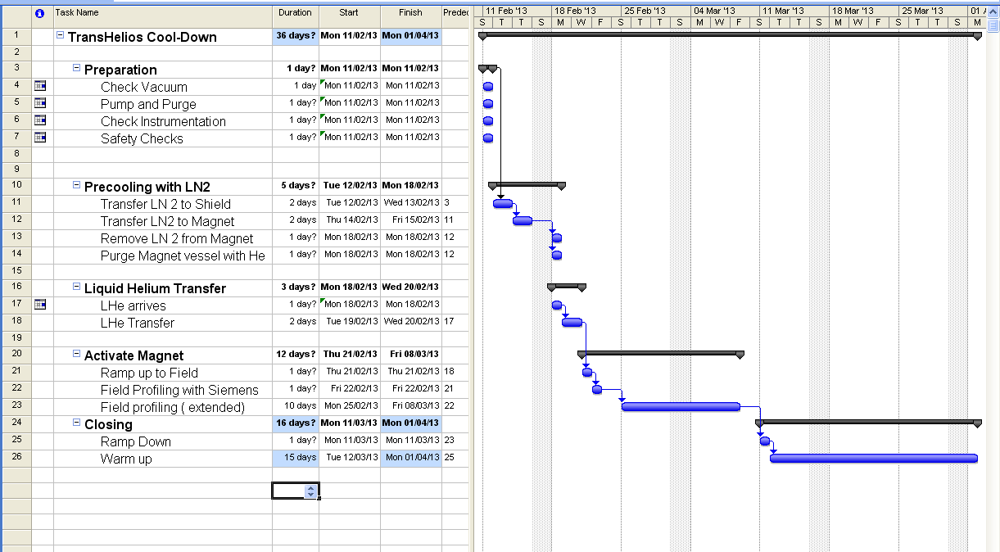 Task Name Duration Start Finish Predec 11 Feb '13 18 Feb '13 25 Feb '13 04 Mar '13 11 Mar '13 18 Mar '13 25 Mar '13 01 A
S T T S M W F S T T S M W F S T T S M W F S T T S M
1 TransHelios Cool-Down 36 days? Mon 11/02/13 Mon 01/04/13
2
3 Preparation 1 day? Mon 11/02/13 Mon 11/02/13
4 Check Vacuum 1 day Mon 11/02/13 Mon 11/02/13
5 Pump and Purge 1 day? Mon 11/02/13 Mon 11/02/13
6 Check Instrumentation 1 day? Mon 11/02/13 Mon 11/02/13
7 Safety Checks 1 day? Mon 11/02/13 Mon 11/02/13
8
9
10 Precooling with LN2 5 days? Tue 12/02/13 Mon 18/02/13
11 Transfer LN 2 to Shield 2 days Tue 12/02/13 Wed 13/02/13 3
12 Transfer LN2 to Magnet 2 days Thu 14/02/13 Fri 15/02/13 11
13 Remove LN 2 from Magnet 1 day? Mon 18/02/13 Mon 18/02/13 12
14 Purge Magnet vessel with He 1 day? Mon 18/02/13 Mon 18/02/13 12
15
16 Liquid Helium Transfer 3 days? Mon 18/02/13 Wed 20/02/13
17 LHe arrives 1 day? Mon 18/02/13 Mon 18/02/13
18 LHe Transfer 2 days Tue 19/02/13 Wed 20/02/13 17
19
20 Activate Magnet 12 days? Thu 21/02/13 Fri 08/03/13
21 Ramp up to Field 1 day? Thu 21/02/13 Thu 21/02/13 18
22 Field Profiling with Siemens 1 day? Fri 22/02/13 Fri 22/02/13 21
23 Field profiling ( extended) 10 days Mon 25/02/13 Fri 08/03/13 22
24 Closing 16 days? Mon 11/03/13 Mon 01/04/13
25 Ramp Down 1 day? Mon 11/03/13 Mon 11/03/13 23
26 Warm up 15 days Tue 12/03/13 Mon 01/04/13 25